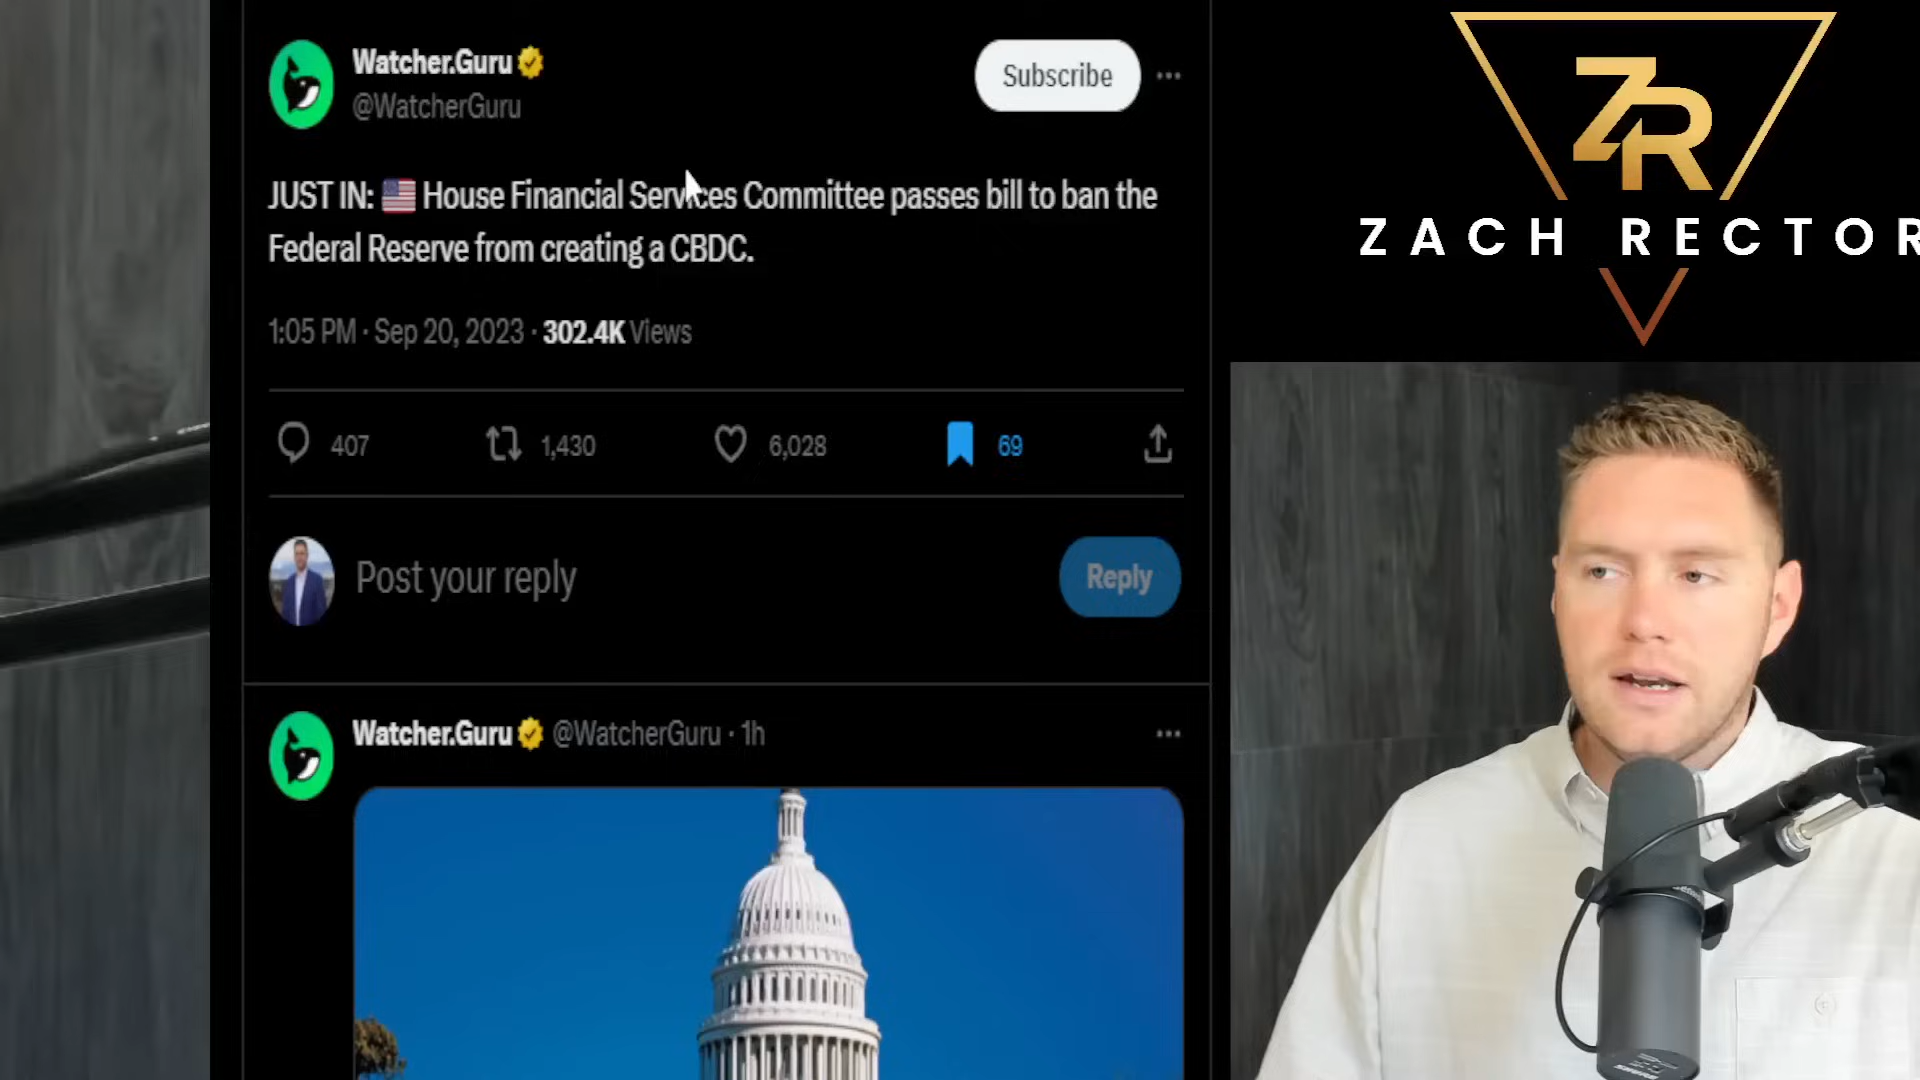 Watcher.Guru
@WatcherGuru
Subscribe
JUST IN: 🇺🇸 House Financial Services Committee passes bill to ban the
Federal Reserve from creating a CBDC.
1:05 PM · Sep 20, 2023 · 302.4K Views
407 1,430 6,028 69
Post your reply
Reply
Watcher.Guru @WatcherGuru · 1h
ZR
ZACH RECTOR
SHURE